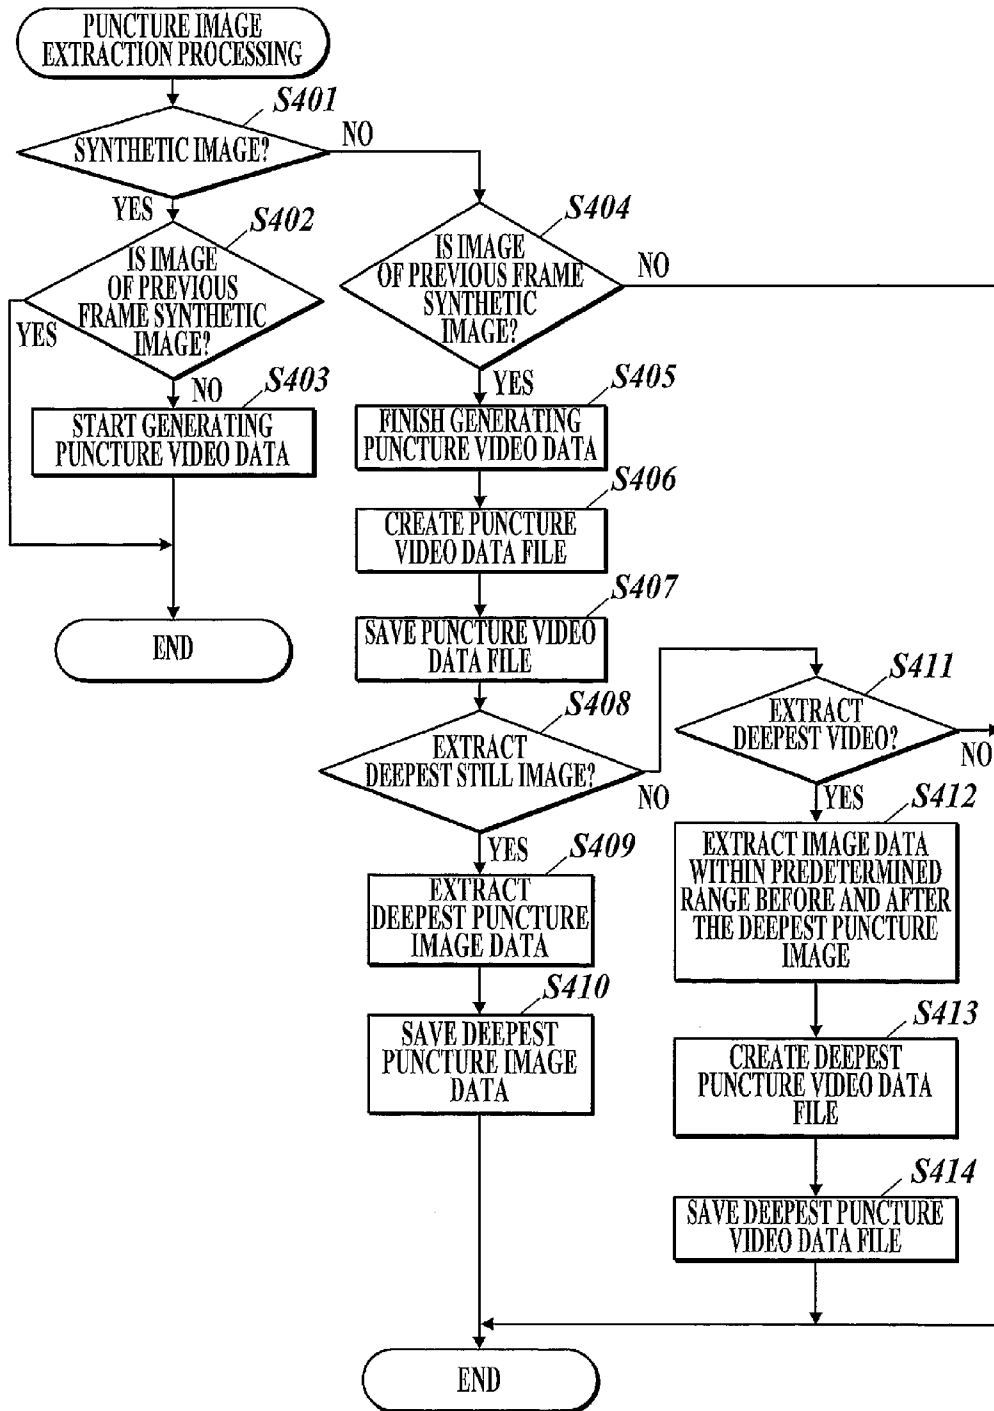 PUNCTURE IMAGE
EXTRACTION PROCESSING
S401
SYNTHETIC IMAGE?
NO
YES
S402
IS IMAGE
OF PREVIOUS
FRAME SYNTHETIC
IMAGE?
YES
NO
S403
START GENERATING
PUNCTURE VIDEO DATA
END
S404
IS IMAGE
OF PREVIOUS FRAME
SYNTHETIC
IMAGE?
NO
YES
S405
FINISH GENERATING
PUNCTURE VIDEO DATA
S406
CREATE PUNCTURE
VIDEO DATA FILE
S407
SAVE PUNCTURE VIDEO
DATA FILE
S408
EXTRACT
DEEPEST STILL IMAGE?
NO
YES
S409
EXTRACT
DEEPEST PUNCTURE
IMAGE DATA
S410
SAVE DEEPEST
PUNCTURE IMAGE
DATA
S411
EXTRACT
DEEPEST VIDEO?
NO
YES
S412
EXTRACT IMAGE DATA
WITHIN PREDETERMINED
RANGE BEFORE AND AFTER
THE DEEPEST PUNCTURE
IMAGE
S413
CREATE DEEPEST
PUNCTURE VIDEO DATA
FILE
S414
SAVE DEEPEST PUNCTURE
VIDEO DATA FILE
END